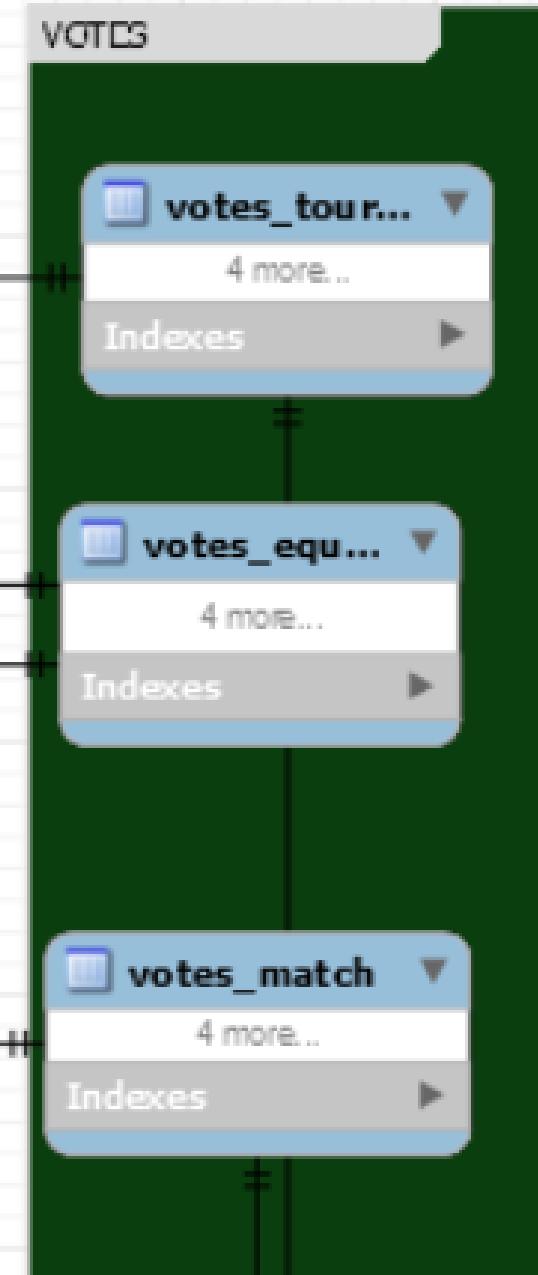 VOTES
votes_tour...
4 more...
Indexes
votes_equ...
4 more...
Indexes
votes_match
4 more...
Indexes